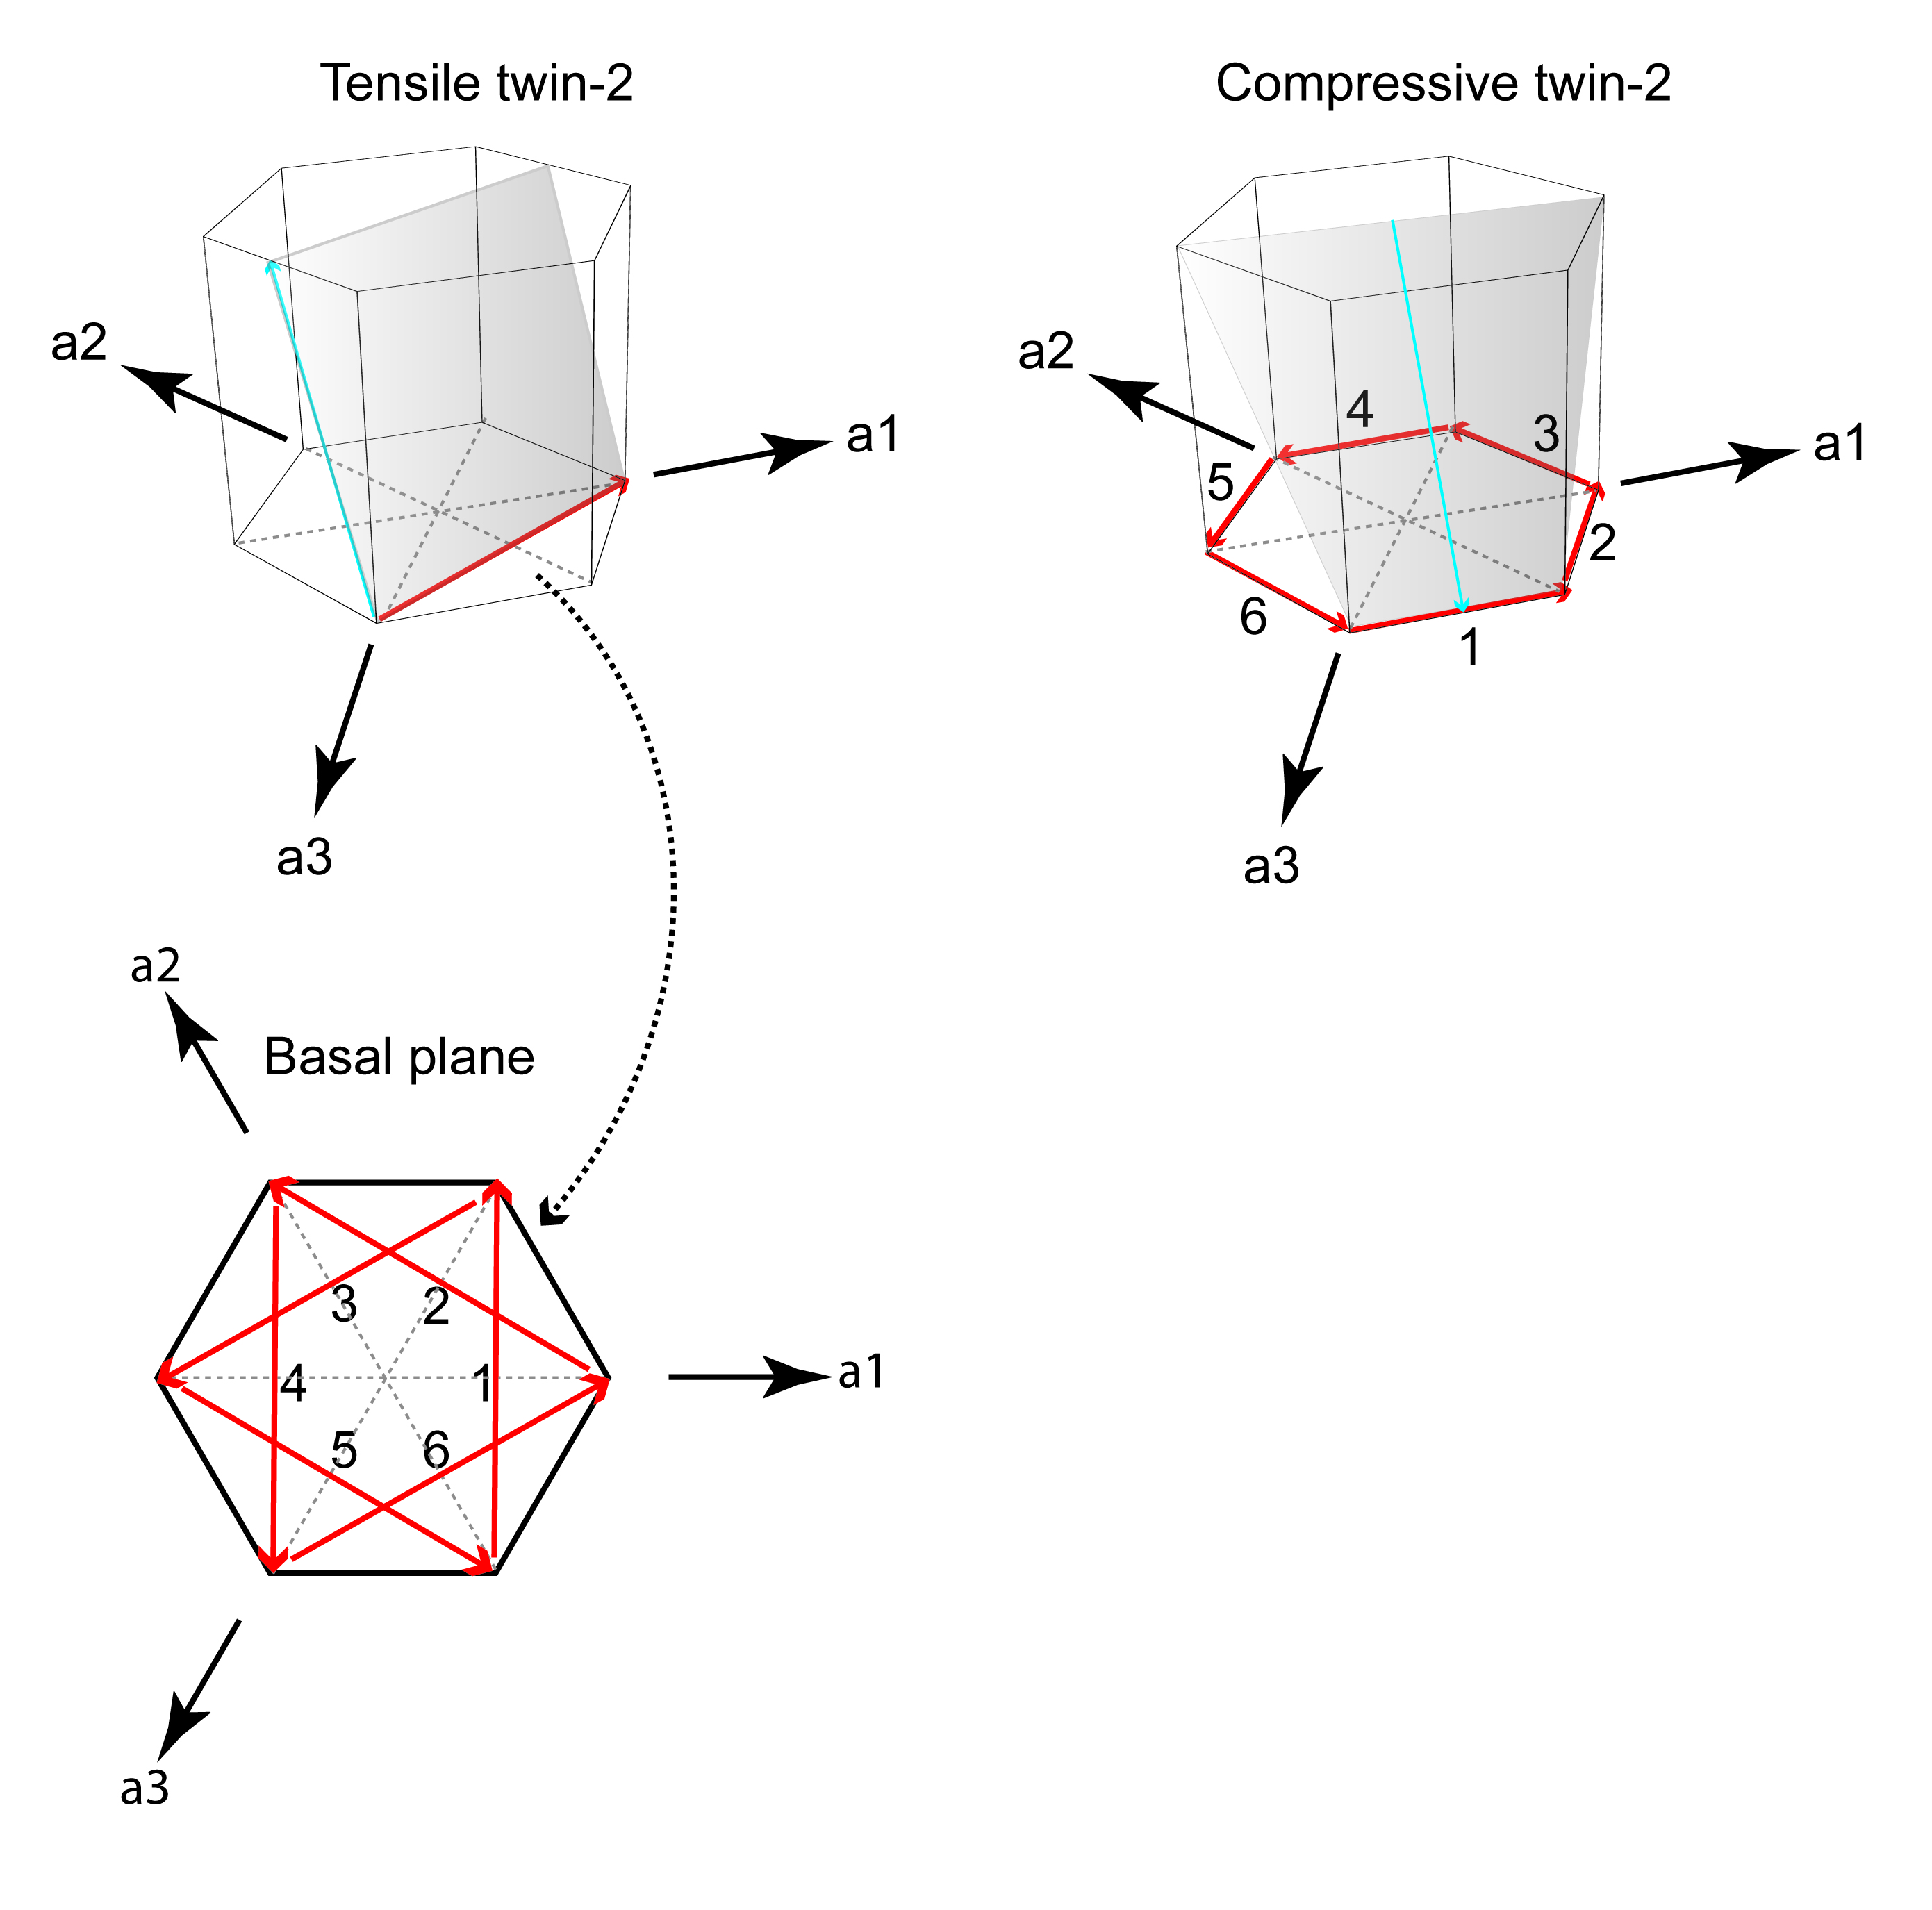 Tensile twin-2
a2
a1
a3
Compressive twin-2
a2
4
3
a1
5
2
6
1
a3
a2
Basal plane
3
2
4
1
a1
5
6
a3